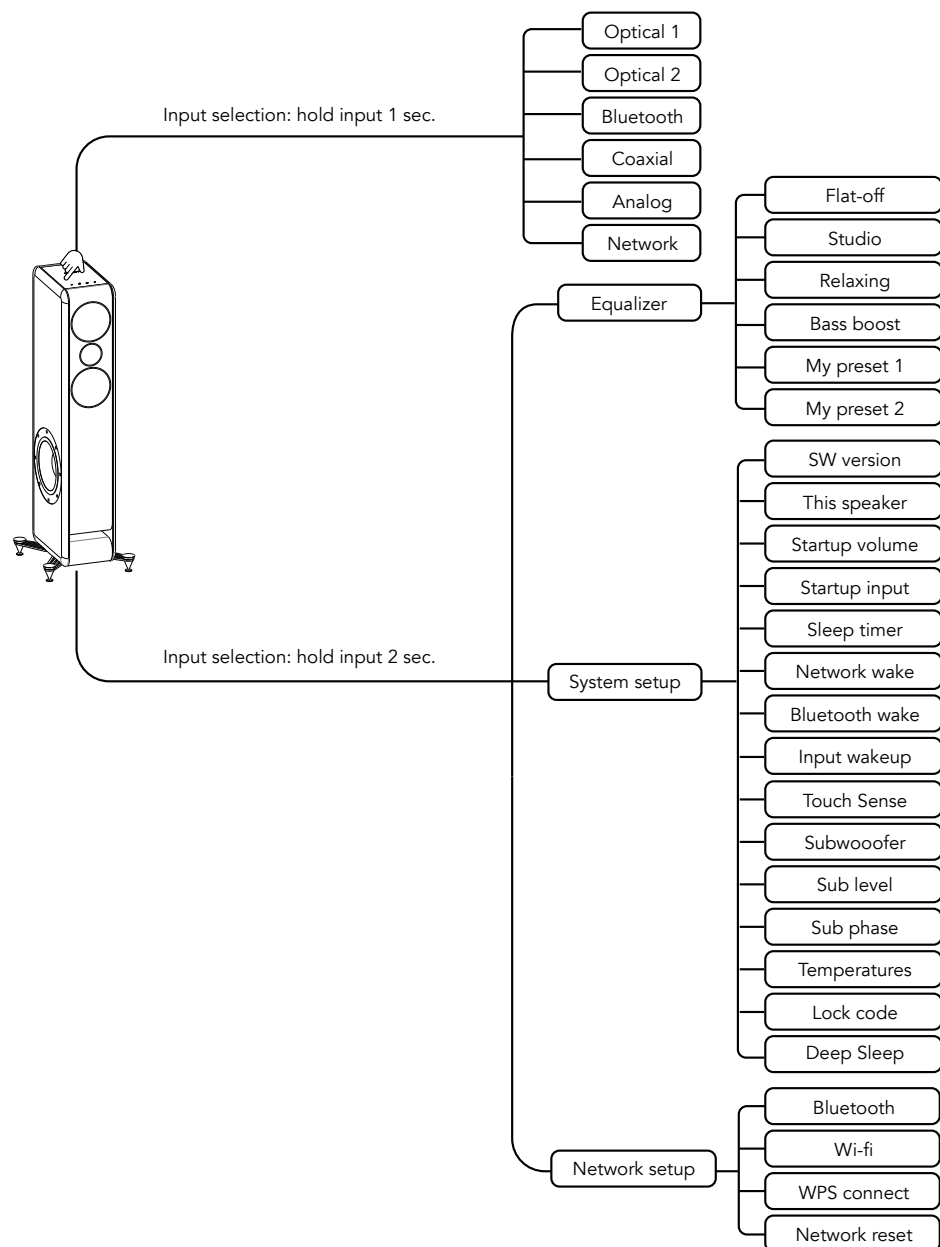 Optical 1
Optical 2
Input selection: hold input 1 sec.
Bluetooth
Coaxial
Analog
Network
Equalizer
Flat-off
Studio
Relaxing
Bass boost
My preset 1
My preset 2
Input selection: hold input 2 sec.
System setup
SW version
This speaker
Startup volume
Startup input
Sleep timer
Network wake
Bluetooth wake
Input wakeup
Touch Sense
Subwooofer
Sub level
Sub phase
Temperatures
Lock code
Deep Sleep
Network setup
Bluetooth
Wi-fi
WPS connect
Network reset